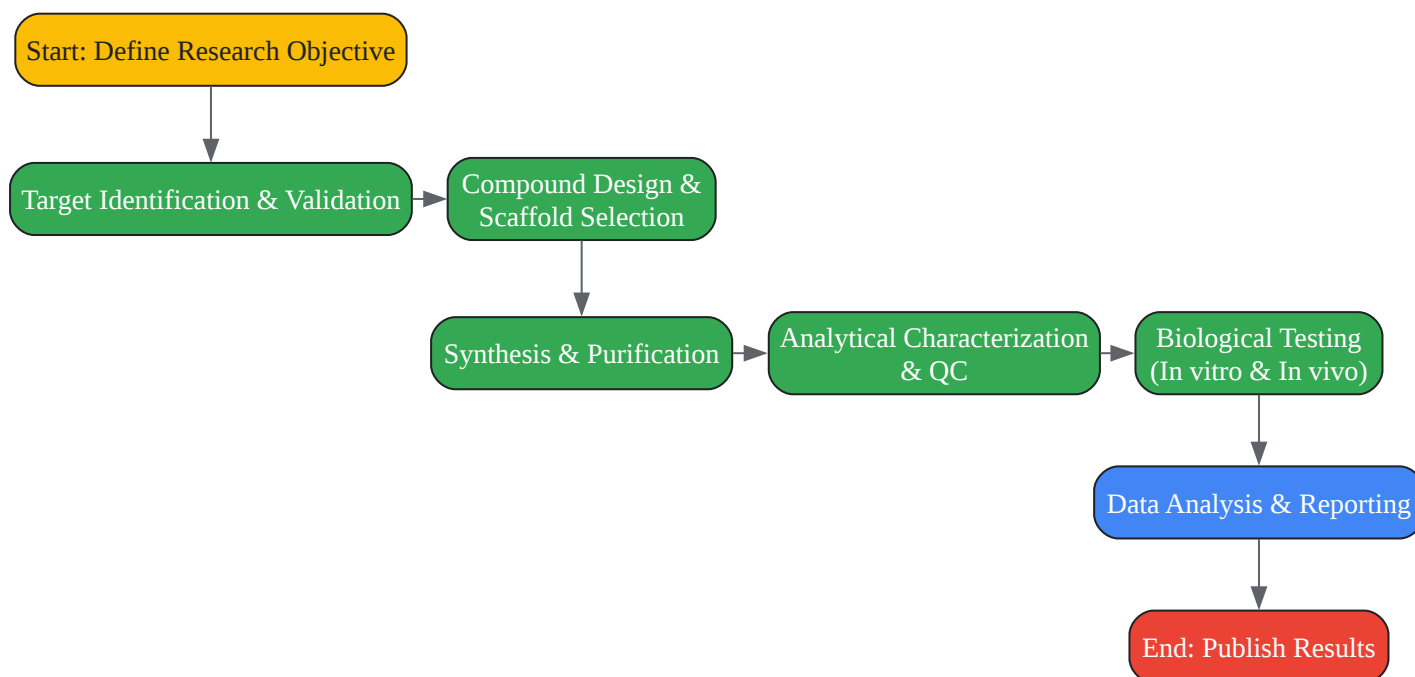 Start: Define Research Objective
Target Identification & Validation
Compound Design &
Scaffold Selection
Synthesis & Purification
Analytical Characterization
& QC
Biological Testing
(In vitro & In vivo)
Data Analysis & Reporting
End: Publish Results